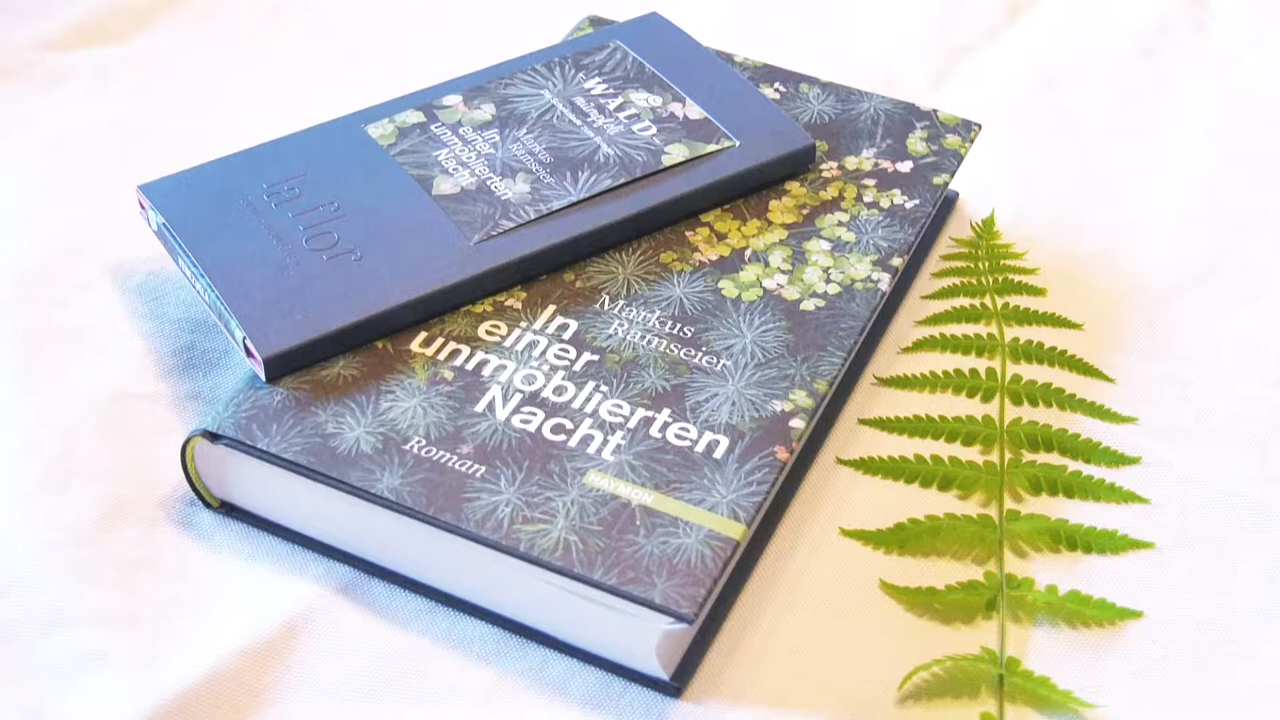 WALD
In
einer
unmöblierten
Nacht
Markus
Ramseier
la flor
Markus
Ramseier
In
einer
unmöblierten
Nacht
Roman
HAYMON